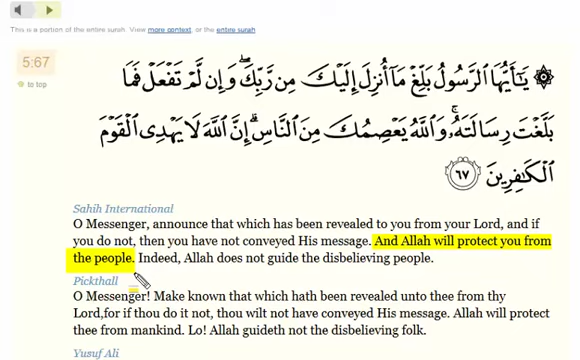 This is a portion of the entire surah. View more context, or the entire surah
5:67
to top
۞ يَٰٓأَيُّهَا ٱلرَّسُولُ بَلِّغْ مَآ أُنزِلَ إِلَيْكَ مِن رَّبِّكَ ۖ وَإِن لَّمْ تَفْعَلْ فَمَا
بَلَّغْتَ رِسَالَتَهُۥ ۚ وَٱللَّهُ يَعْصِمُكَ مِنَ ٱلنَّاسِ ۗ إِنَّ ٱللَّهَ لَا يَهْدِى ٱلْقَوْمَ
ٱلْكَٰفِرِينَ ٦٧
Sahih International
O Messenger, announce that which has been revealed to you from your Lord, and if
you do not, then you have not conveyed His message. And Allah will protect you from
the people. Indeed, Allah does not guide the disbelieving people.
Pickthall
O Messenger! Make known that which hath been revealed unto thee from thy
Lord,for if thou do it not, thou wilt not have conveyed His message. Allah will protect
thee from mankind. Lo! Allah guideth not the disbelieving folk.
Yusuf Ali